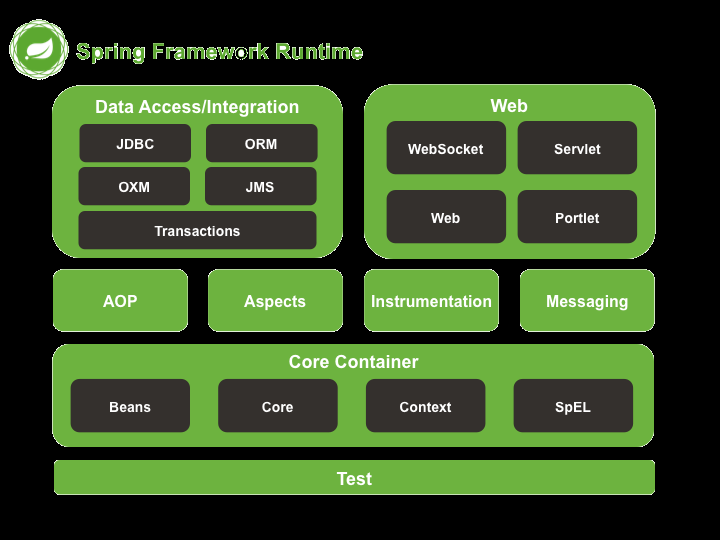 Spring Framework Runtime
Data Access/Integration
JDBC
ORM
OXM
JMS
Transactions
Web
WebSocket
Servlet
Web
Portlet
AOP
Aspects
Instrumentation
Messaging
Core Container
Beans
Core
Context
SpEL
Test